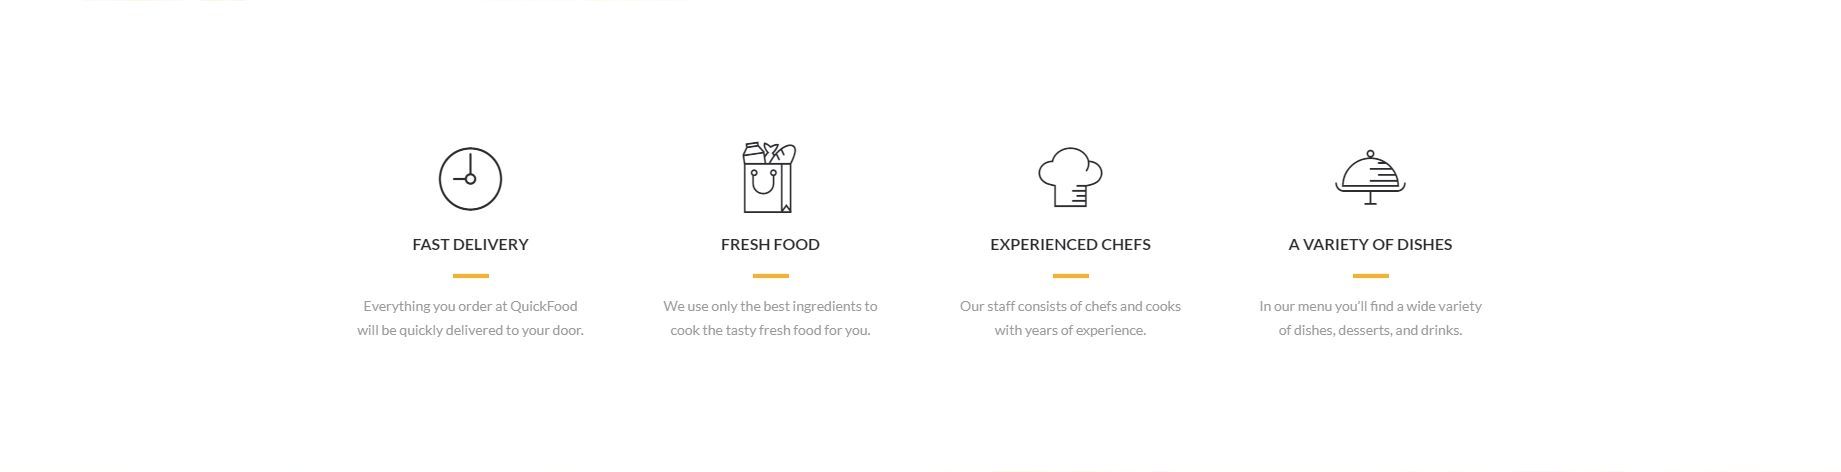 FAST DELIVERY
Everything you order at QuickFood
will be quickly delivered to your door.
FRESH FOOD
We use only the best ingredients to
cook the tasty fresh food for you.
EXPERIENCED CHEFS
Our staff consists of chefs and cooks
with years of experience.
A VARIETY OF DISHES
In our menu you'll find a wide variety
of dishes, desserts, and drinks.